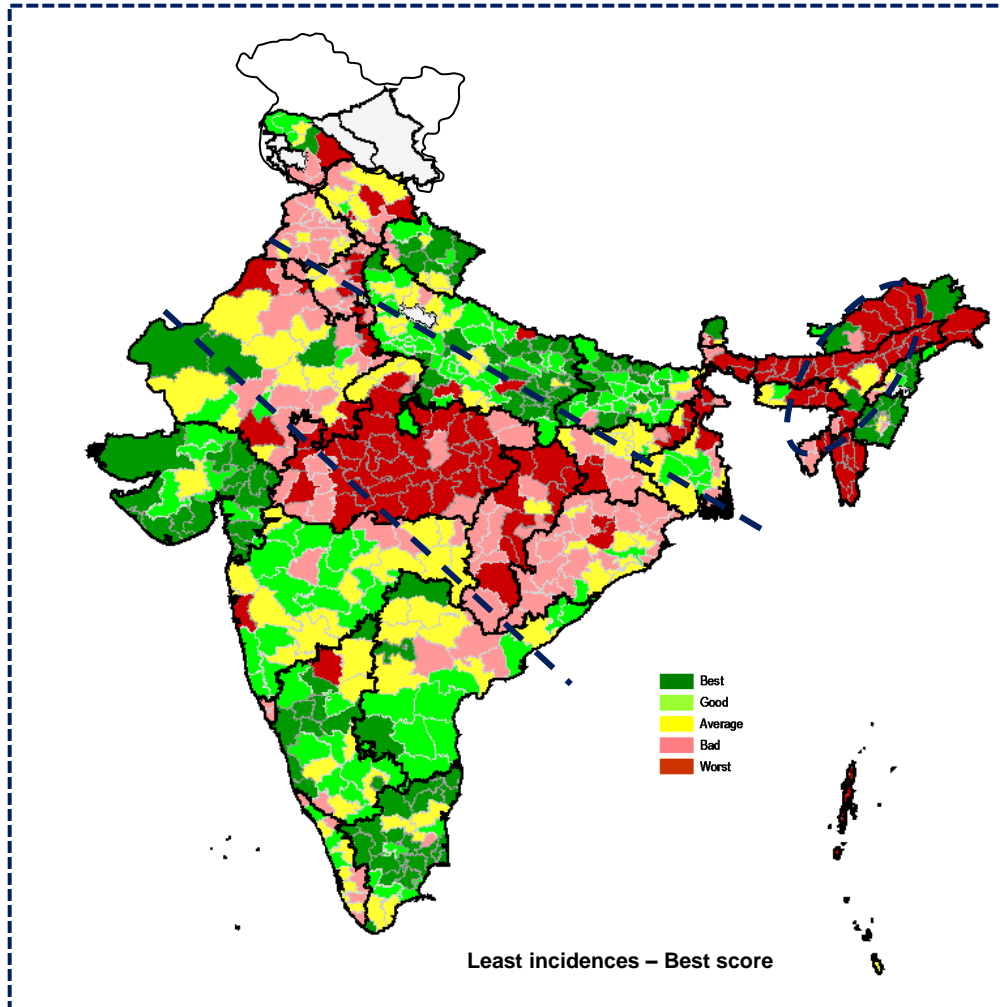 Best
Good
Average
Bad
Worst
Least incidences – Best score